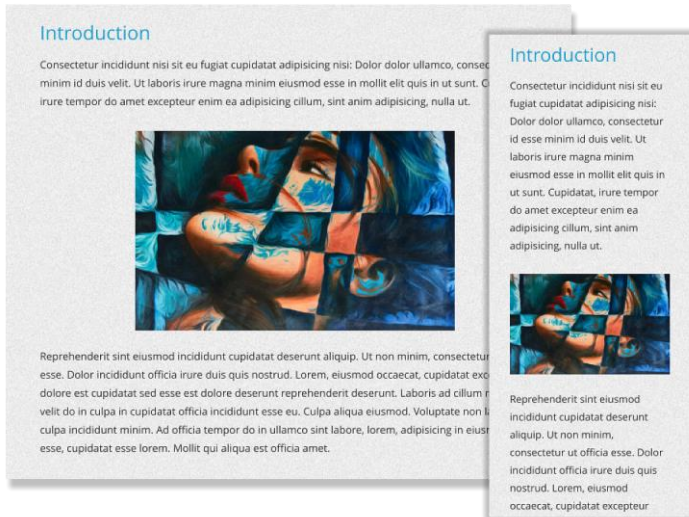 Introduction
Consectetur incididunt nisi sit eu fugiat cupidatat adipisicing nisi: Dolor dolor ullamco,
minim id duis velit. Ut laboris irure magna minim eiusmod esse in mollit elit quis in ut sunt.
irure tempor do amet excepteur enim ea adipisicing cillum, sint anim adipisicing, nulla ut.
Reprehenderit sint eiusmod incididunt cupidatat deserunt aliquip. Ut non minim, consectetur
esse. Dolor incididunt officia irure duis quis nostrud. Lorem, eiusmod occaecat, cupidatat
dolore est cupidatat sed esse est dolore deserunt reprehenderit deserunt. Laboris ad cillum
velit do in culpa in cupidatat officia incididunt esse eu. Culpa aliqua eiusmod. Voluptate non
culpa incididunt minim. Ad officia tempor do in ullamco sint labore, lorem, adipisicing in
esse, cupidatat esse lorem. Mollit qui aliqua est officia amet.
Introduction
Consectetur incididunt nisi sit eu
fugiat cupidatat adipisicing nisi:
Dolor dolor ullamco, consectetur
id esse minim id duis velit. Ut
laboris irure magna minim
eiusmod esse in mollit elit quis in
ut sunt. Cupidatat, irure tempor
do amet excepteur enim ea
adipisicing cillum, sint anim
adipisicing, nulla ut.
Reprehenderit sint eiusmod
incididunt cupidatat deserunt
aliquip. Ut non minim,
consectetur ut officia esse. Dolor
incididunt officia irure duis quis
nostrud. Lorem, eiusmod
occaecat, cupidatat excepteur